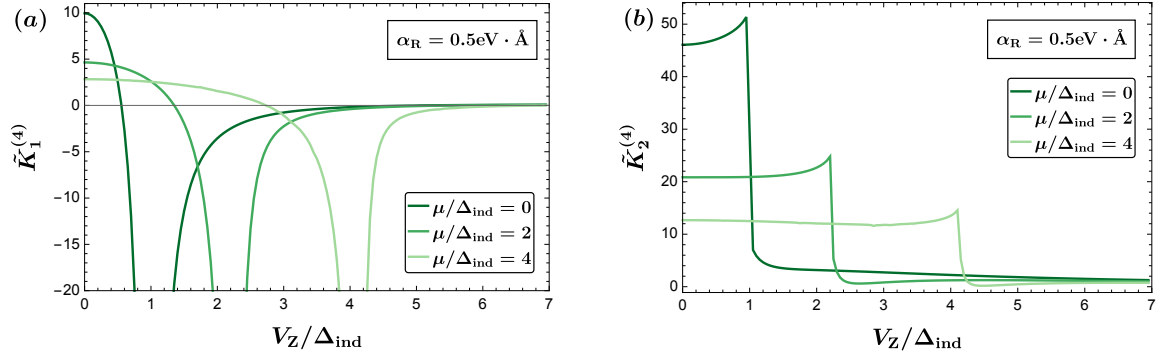 (a)
α_R = 0.5eV · Å
10
5
0
−5
−10
−15
−20
K̃_1^(4)
μ/Δ_ind = 0
μ/Δ_ind = 2
μ/Δ_ind = 4
0 1 2 3 4 5 6 7
V_Z/Δ_ind
(b)
α_R = 0.5eV · Å
50
40
30
20
10
0
K̃_2^(4)
μ/Δ_ind = 0
μ/Δ_ind = 2
μ/Δ_ind = 4
0 1 2 3 4 5 6 7
V_Z/Δ_ind